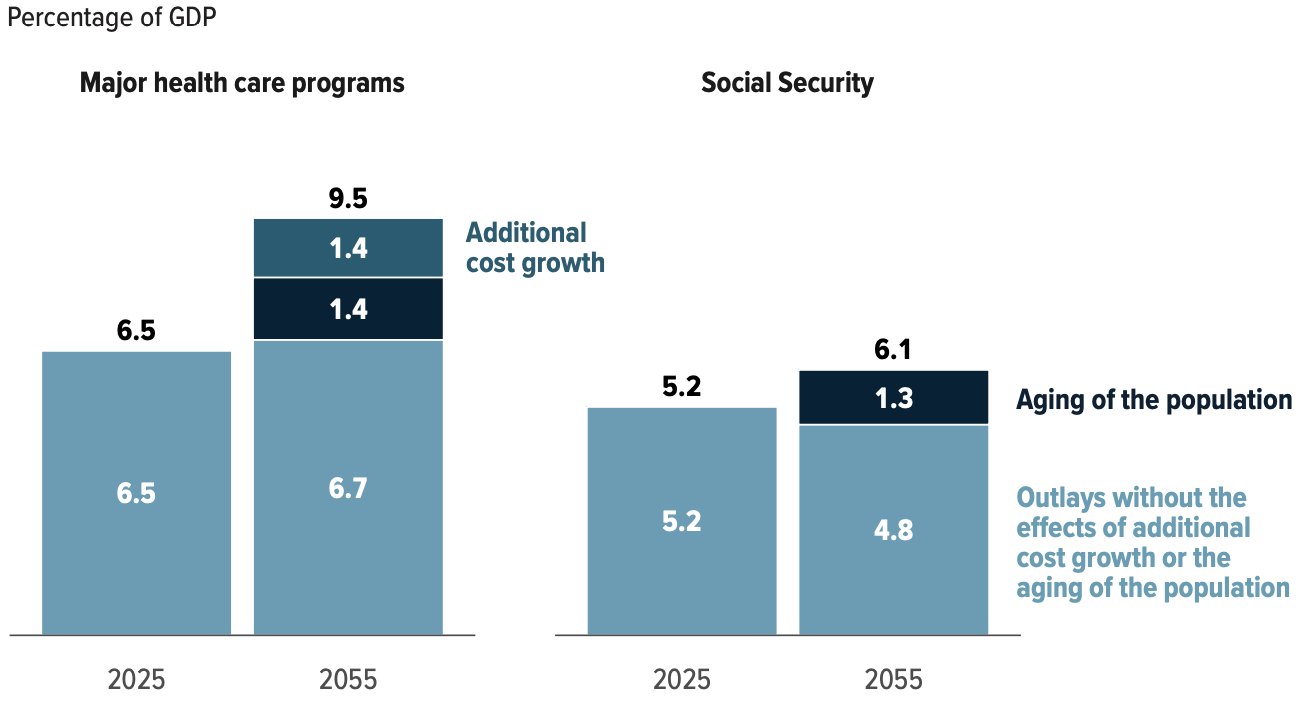 Percentage of GDP
Major health care programs
9.5
1.4
Additional
cost growth
1.4
6.5
6.5
6.7
2025
2055
Social Security
6.1
5.2
1.3
Aging of the population
5.2
4.8
Outlays without the
effects of additional
cost growth or the
aging of the population
2025
2055